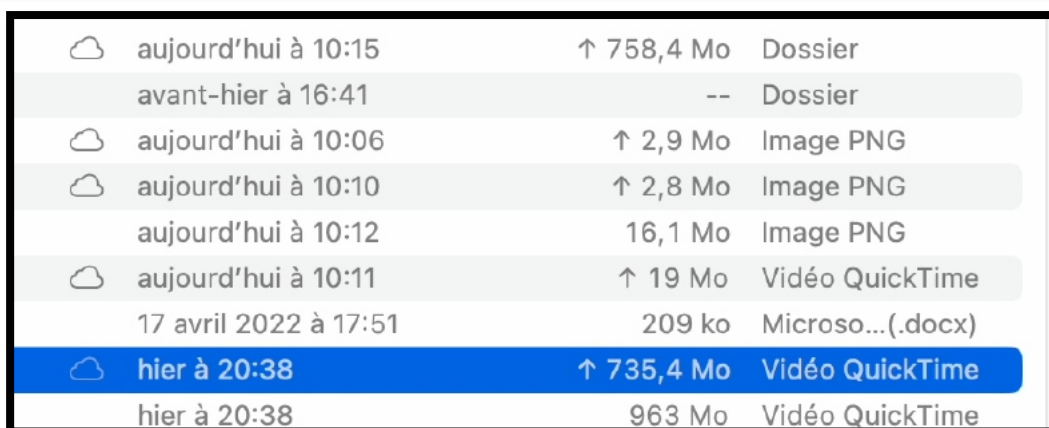 aujourd’hui à 10:15 ↑ 758,4 Mo Dossier
avant-hier à 16:41 -- Dossier
aujourd’hui à 10:06 ↑ 2,9 Mo Image PNG
aujourd’hui à 10:10 ↑ 2,8 Mo Image PNG
aujourd’hui à 10:12 16,1 Mo Image PNG
aujourd’hui à 10:11 ↑ 19 Mo Vidéo QuickTime
17 avril 2022 à 17:51 209 ko Microso...(.docx)
hier à 20:38 ↑ 735,4 Mo Vidéo QuickTime
hier à 20:38 963 Mo Vidéo QuickTime